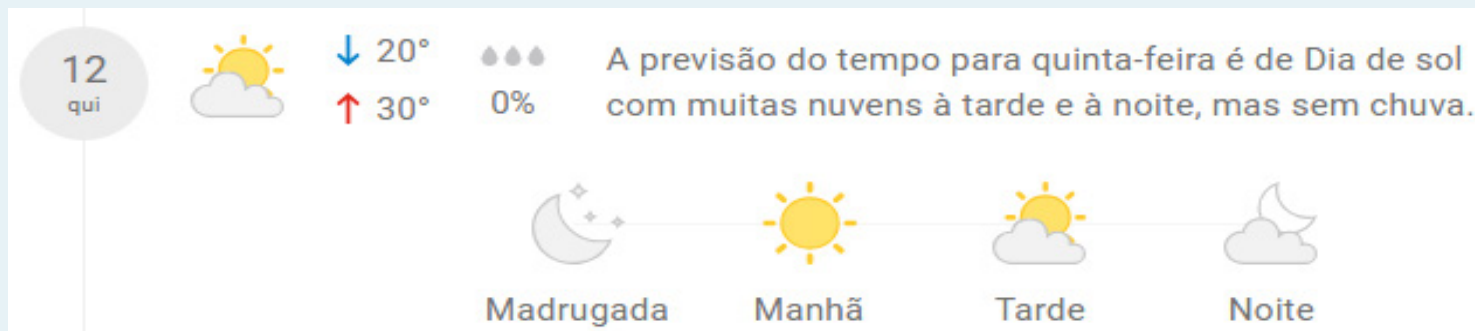 12
qui
20°
30°
0%
A previsão do tempo para quinta-feira é de Dia de sol
com muitas nuvens à tarde e à noite, mas sem chuva.
Madrugada Manhã Tarde Noite